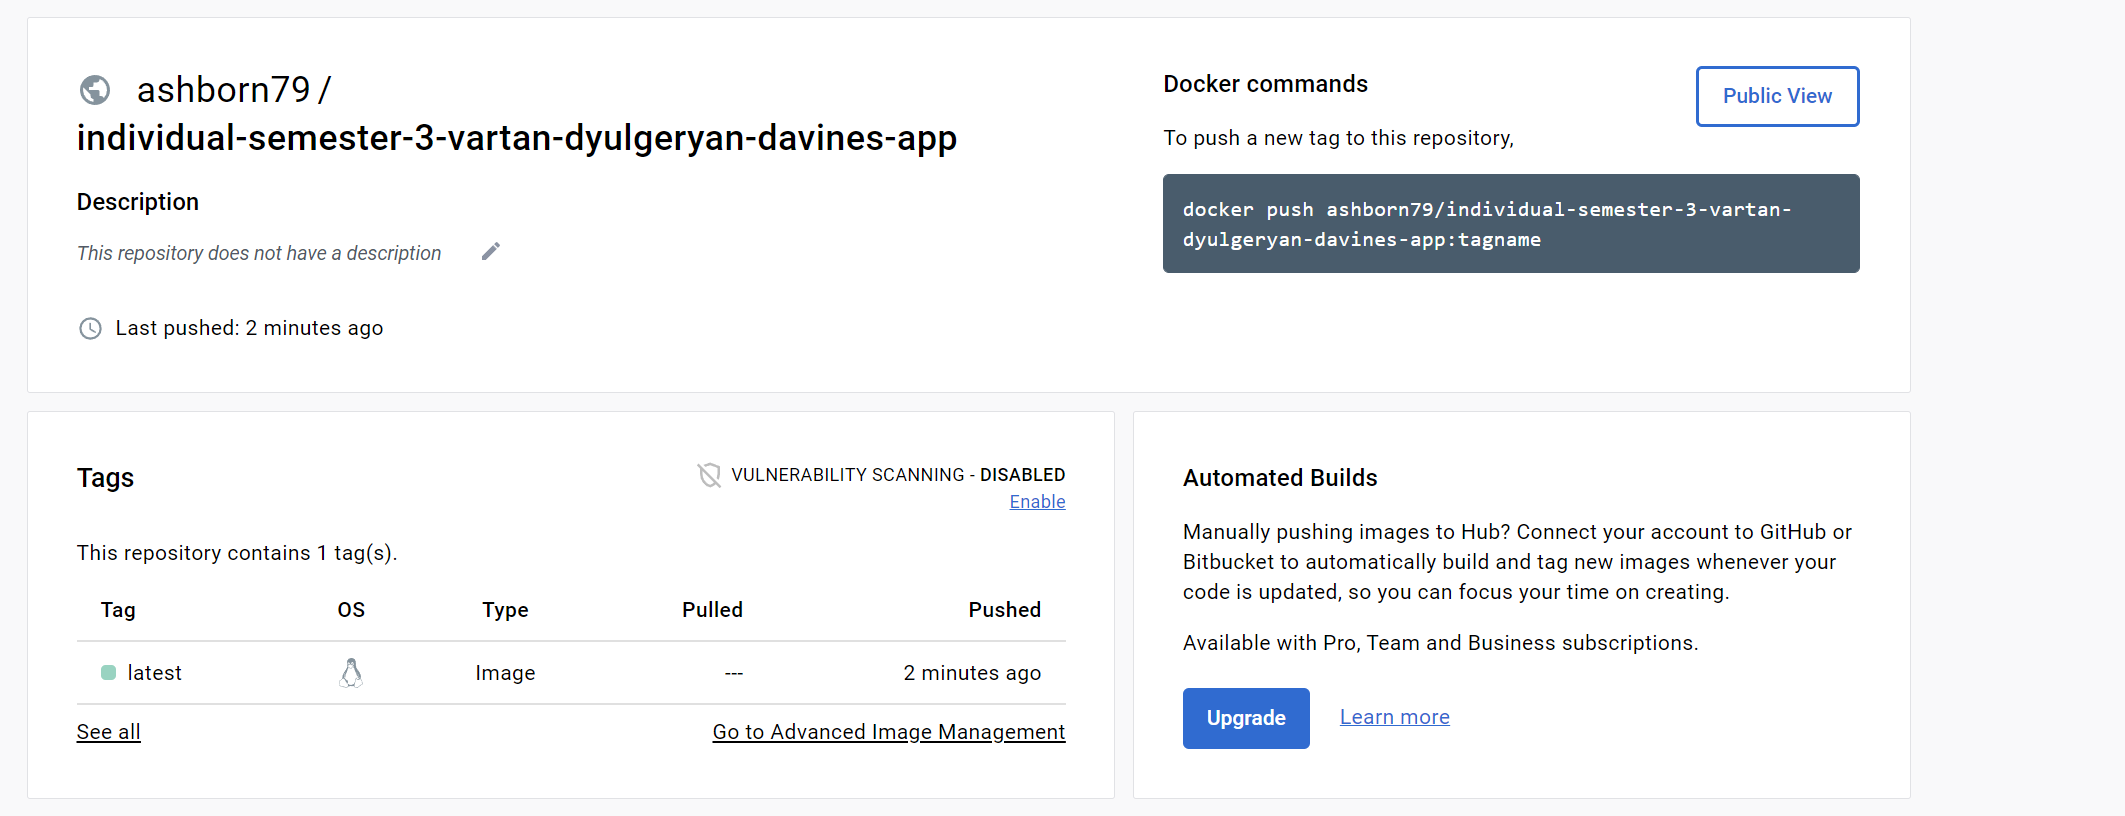 ashborn79 /
individual-semester-3-vartan-dyulgeryan-davines-app
Description
This repository does not have a description
Last pushed: 2 minutes ago
Docker commands
Public View
To push a new tag to this repository,
docker push ashborn79/individual-semester-3-vartan-
dyulgeryan-davines-app:tagname
Tags
VULNERABILITY SCANNING - DISABLED
Enable
This repository contains 1 tag(s).
Tag OS Type Pulled Pushed
latest Image --- 2 minutes ago
See all Go to Advanced Image Management
Automated Builds
Manually pushing images to Hub? Connect your account to GitHub or
Bitbucket to automatically build and tag new images whenever your
code is updated, so you can focus your time on creating.
Available with Pro, Team and Business subscriptions.
Upgrade Learn more